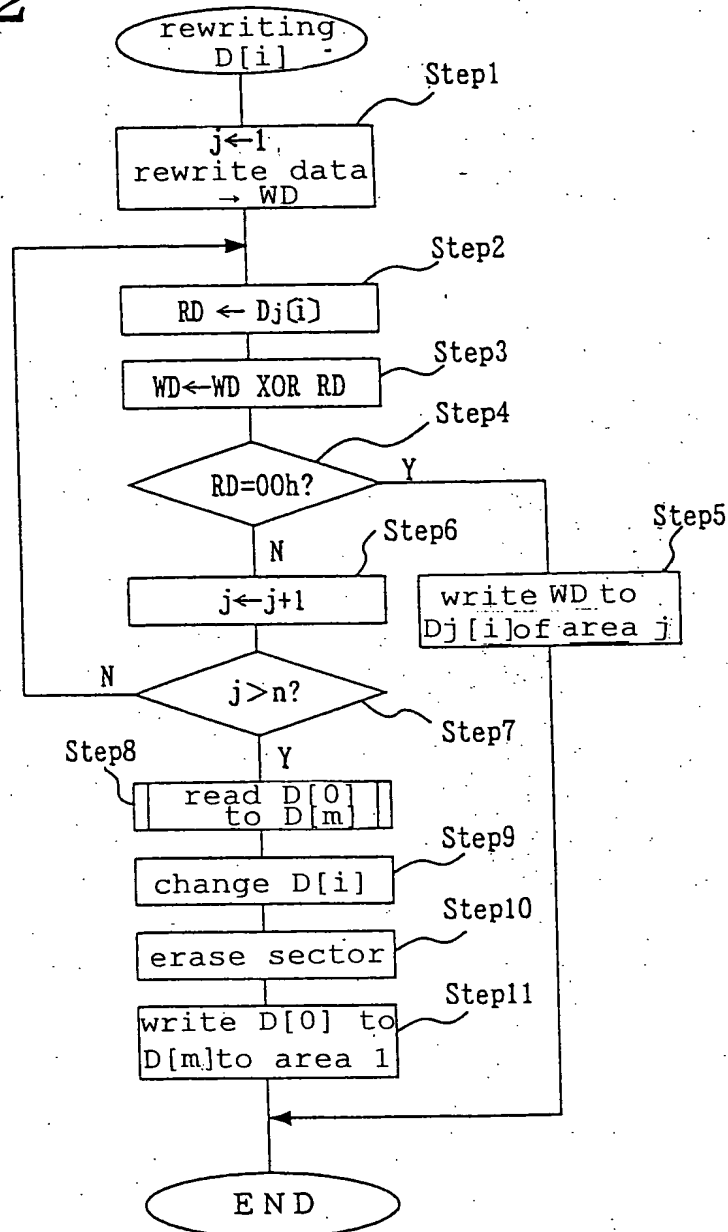 2
rewriting
D[i]
Step1
j←1,
rewrite data
→ WD
Step2
RD ← Dj[i]
Step3
WD←WD XOR RD
Step4
RD=00h?
Y
N
Step5
write WD to
Dj[i]of area j
Step6
j←j+1
N
j>n?
Step7
Y
Step8
read D[0]
to D[m]
Step9
change D[i]
Step10
erase sector
Step11
write D[0] to
D[m]to area 1
END